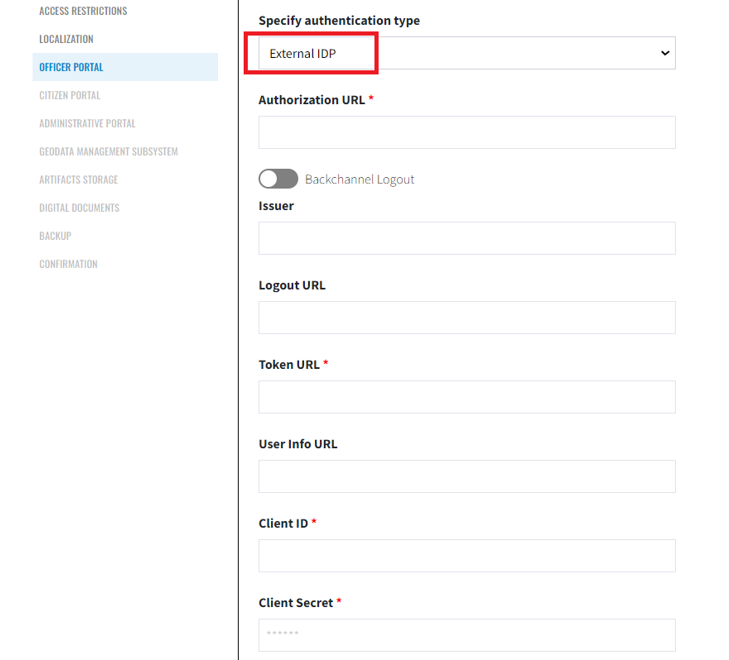 ACCESS RESTRICTIONS
LOCALIZATION
OFFICER PORTAL
CITIZEN PORTAL
ADMINISTRATIVE PORTAL
GEODATA MANAGEMENT SUBSYSTEM
ARTIFACTS STORAGE
DIGITAL DOCUMENTS
BACKUP
CONFIRMATION
Specify authentication type
External IDP
Authorization URL *
Backchannel Logout
Issuer
Logout URL
Token URL *
User Info URL
Client ID *
Client Secret *
******